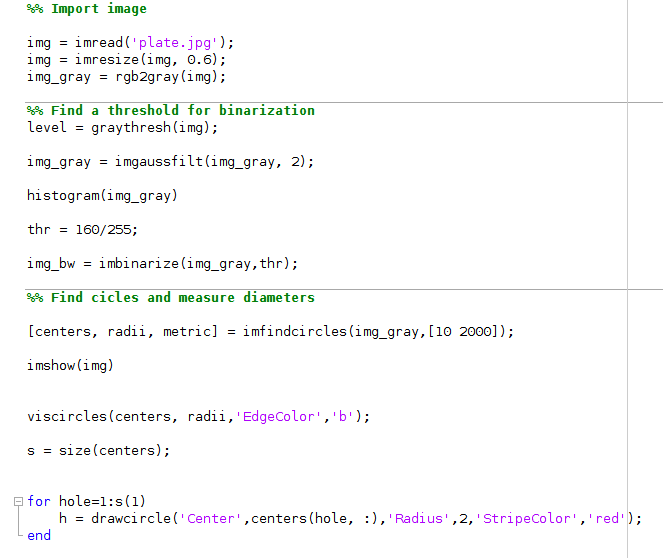 %% Import image
img = imread('plate.jpg');
img = imresize(img, 0.6);
img_gray = rgb2gray(img);
%% Find a threshold for binarization
level = graythresh(img);
img_gray = imgaussfilt(img_gray, 2);
histogram(img_gray)
thr = 160/255;
img_bw = imbinarize(img_gray,thr);
%% Find cicles and measure diameters
[centers, radii, metric] = imfindcircles(img_gray,[10 2000]);
imshow(img)
viscircles(centers, radii,'EdgeColor','b');
s = size(centers);
for hole=1:s(1)
    h = drawcircle('Center',centers(hole, :),'Radius',2,'StripeColor','red');
end